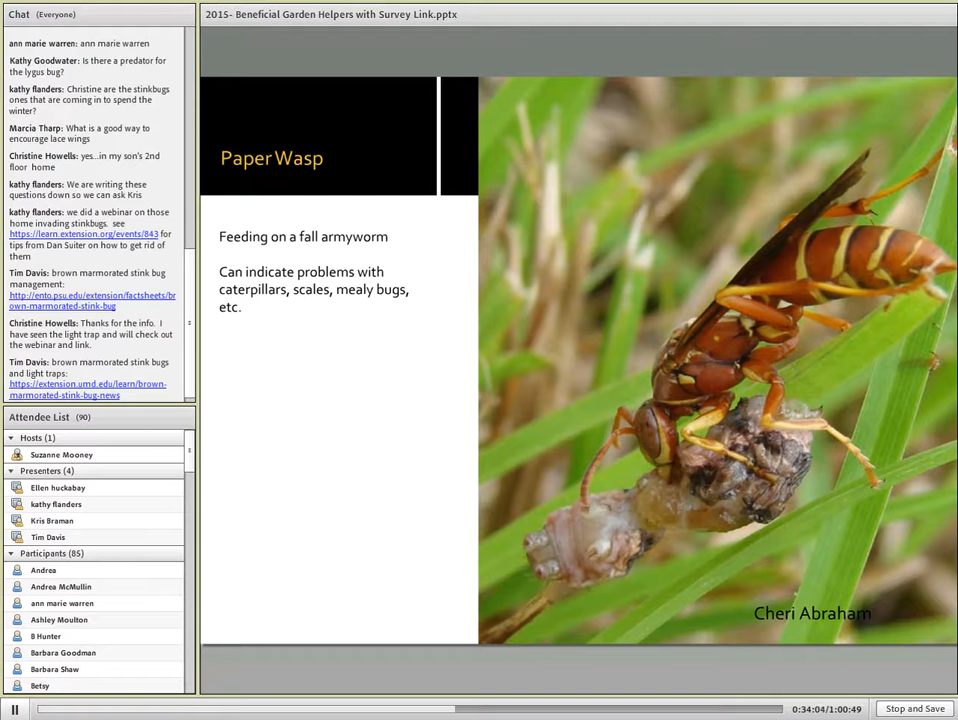 Chat (Everyone)
ann marie warren: ann marie warren
Kathy Goodwater: Is there a predator for
the lygus bug?
kathy flanders: Christine are the stinkbugs
ones that are coming in to spend the
winter?
Marcia Tharp: What is a good way to
encourage lace wings
Christine Howells: yes...in my son's 2nd
floor home
kathy flanders: We are writing these
questions down so we can ask Kris
kathy flanders: we did a webinar on those
home invading stinkbugs. see
https://learn.extension.org/events/843 for
tips from Dan Suiter on how to get rid of
them
Tim Davis: brown marmorated stink bug
management:
http://ento.psu.edu/extension/factsheets/br
own-marmorated-stink-bug
Christine Howells: Thanks for the info. I
have seen the light trap and will check out
the webinar and link.
Tim Davis: brown marmorated stink bugs
and light traps:
https://extension.umd.edu/learn/brown-
marmorated-stink-bug-news
Attendee List (90)
Hosts (1)
Suzanne Mooney
Presenters (4)
Ellen huckabay
kathy flanders
Kris Braman
Tim Davis
Participants (85)
Andrea
Andrea McMullin
ann marie warren
Ashley Moulton
B Hunter
Barbara Goodman
Barbara Shaw
Betsy
2015- Beneficial Garden Helpers with Survey Link.pptx
Paper Wasp
Feeding on a fall armyworm
Can indicate problems with
caterpillars, scales, mealy bugs,
etc.
Cheri Abraham
0:34:04/1:00:49
Stop and Save